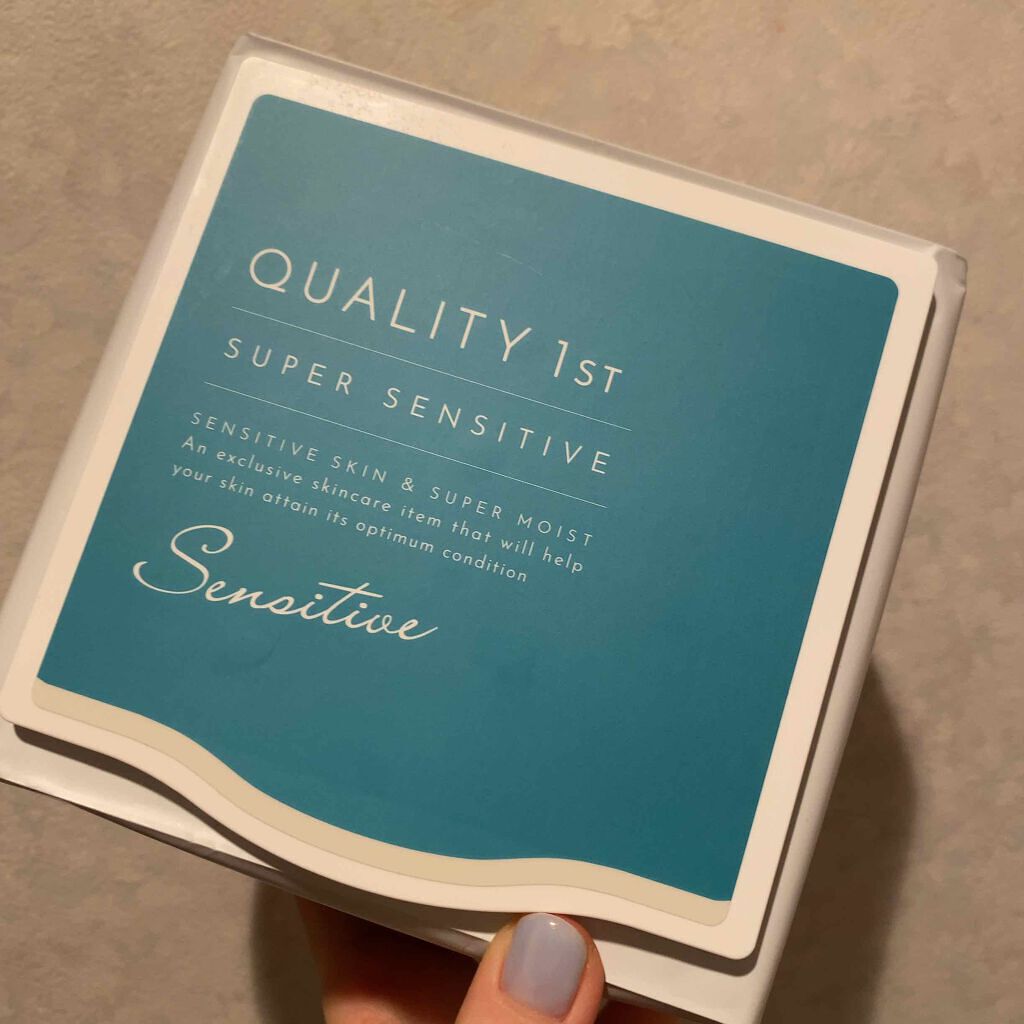 QUALITY 1ST
SUPER SENSITIVE
SENSITIVE SKIN & SUPER MOIST
An exclusive skincare item that will help
your skin attain its optimum condition
Sensitive